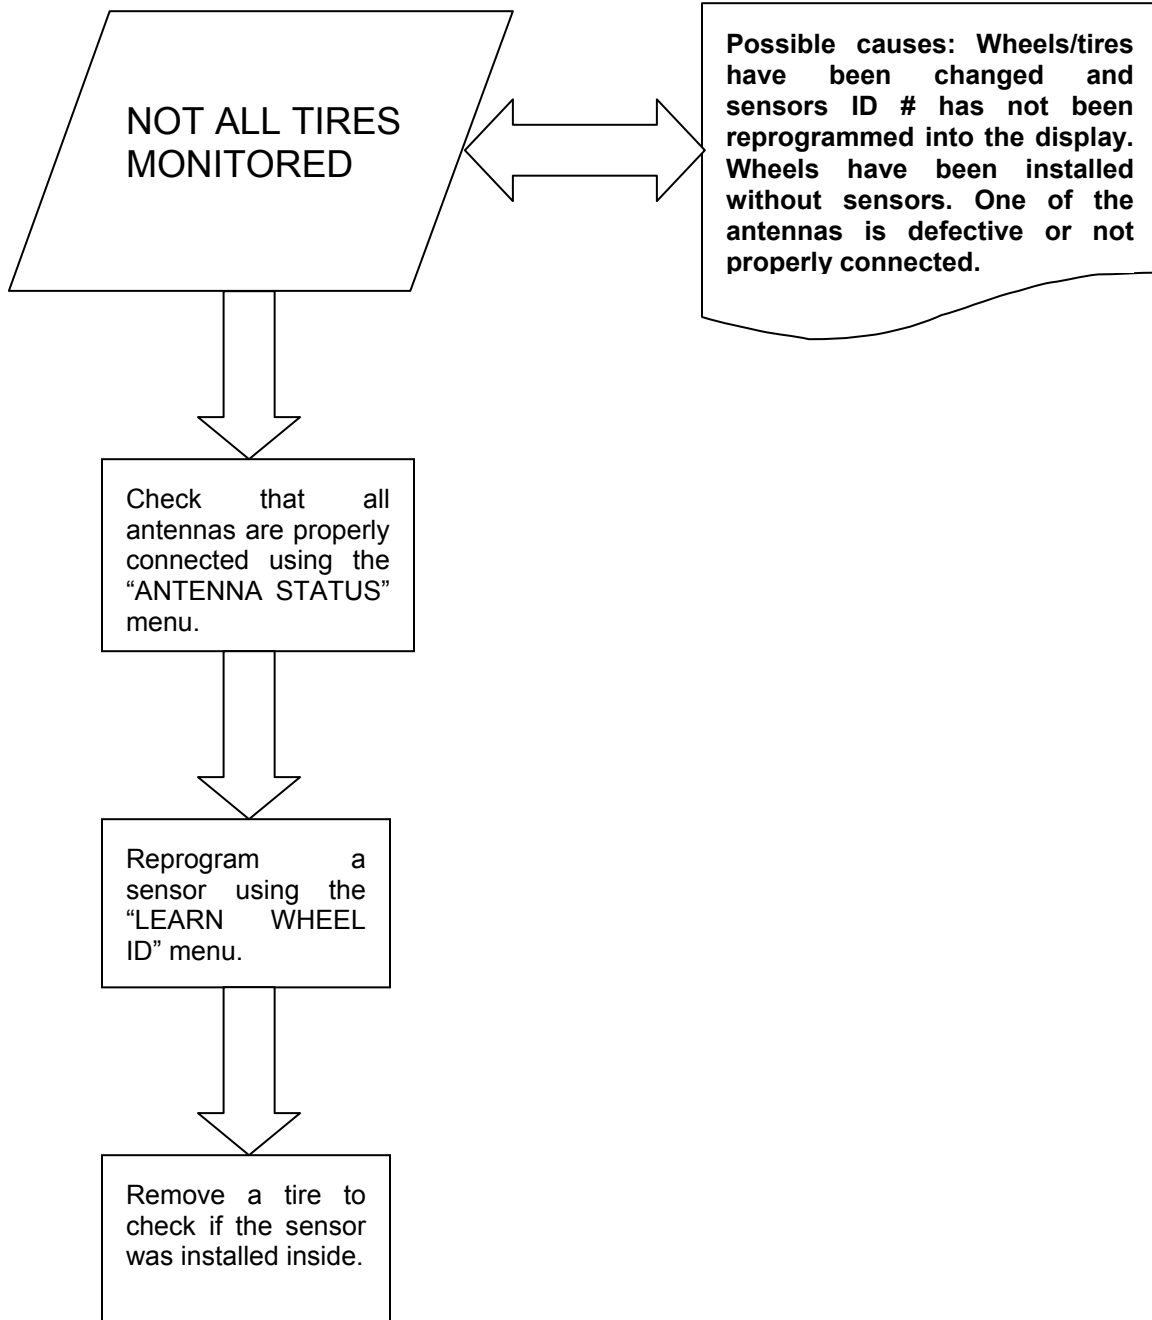 NOT ALL TIRES
MONITORED
Possible causes: Wheels/tires
have been changed and
sensors ID # has not been
reprogrammed into the display.
Wheels have been installed
without sensors. One of the
antennas is defective or not
properly connected.
Check that all
antennas are properly
connected using the
“ANTENNA STATUS”
menu.
Reprogram a
sensor using the
“LEARN WHEEL
ID” menu.
Remove a tire to
check if the sensor
was installed inside.